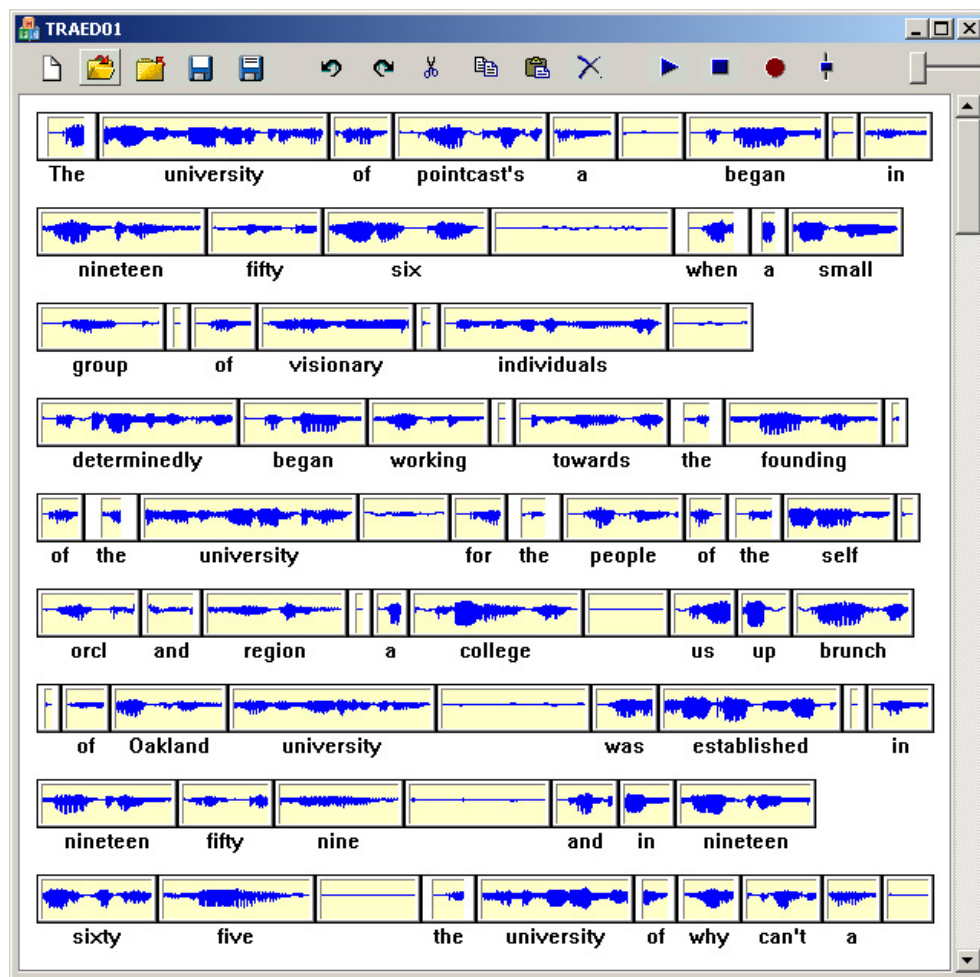 TRAED01
The university of pointcast's a began in
nineteen fifty six when a small
group of visionary individuals
determinedly began working towards the founding
of the university for the people of the self
orcl and region a college us up brunch
of Oakland university was established in
nineteen fifty nine and in nineteen
sixty five the university of why can't a